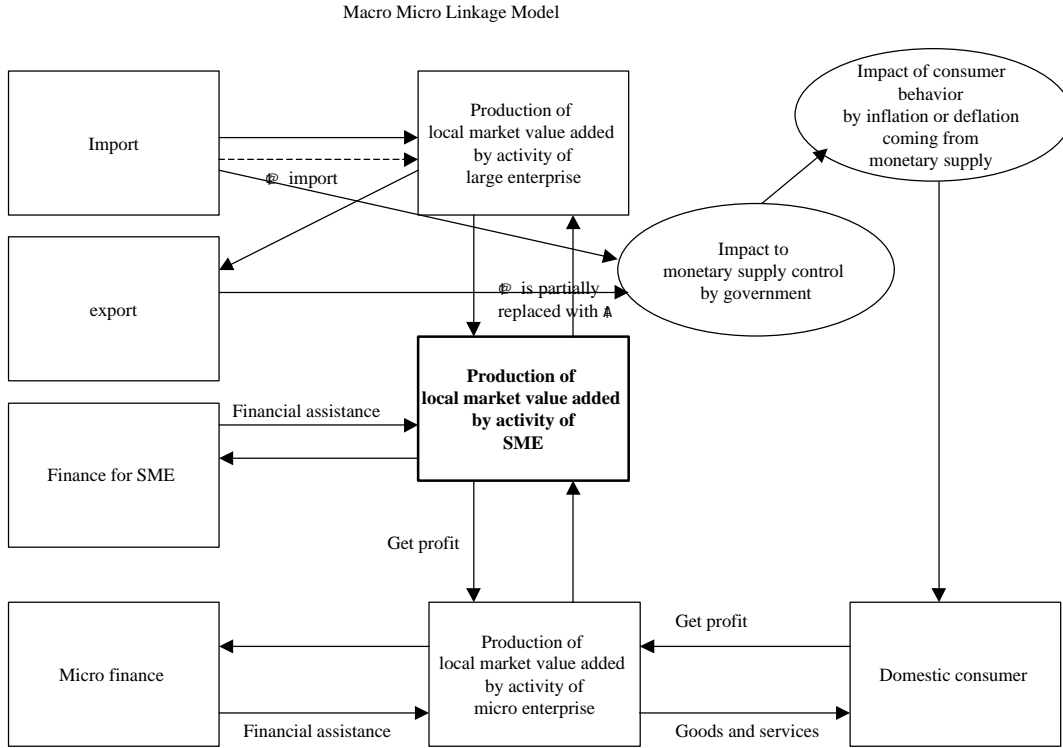 Macro Micro Linkage Model
Import
Production of
local market value added
by activity of
large enterprise
Impact of consumer
behavior
by inflation or deflation
coming from
monetary supply
import
export
Impact to
monetary supply control
by government
is partially
replaced with
Production of
local market value added
by activity of
SME
Financial assistance
Finance for SME
Get profit
Micro finance
Production of
local market value added
by activity of
micro enterprise
Get profit
Domestic consumer
Financial assistance
Goods and services